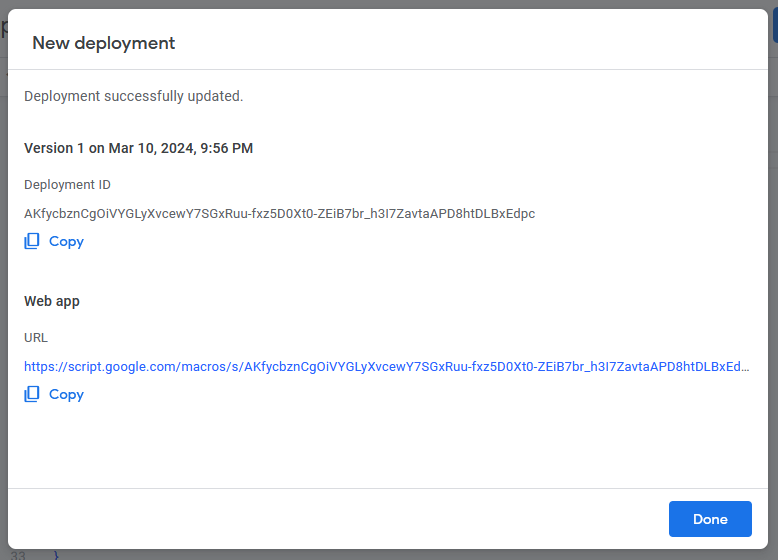 New deployment
Deployment successfully updated.
Version 1 on Mar 10, 2024, 9:56 PM
Deployment ID
AKfycbznCgOiVYGLyXvcewY7SGxRuu-fxz5D0Xt0-ZEiB7br_h3I7ZavtaAPD8htDLBxEdpc
Copy
Web app
URL
https://script.google.com/macros/s/AKfycbznCgOiVYGLyXvcewY7SGxRuu-fxz5D0Xt0-ZEiB7br_h3I7ZavtaAPD8htDLBxEd...
Copy
Done
33 }